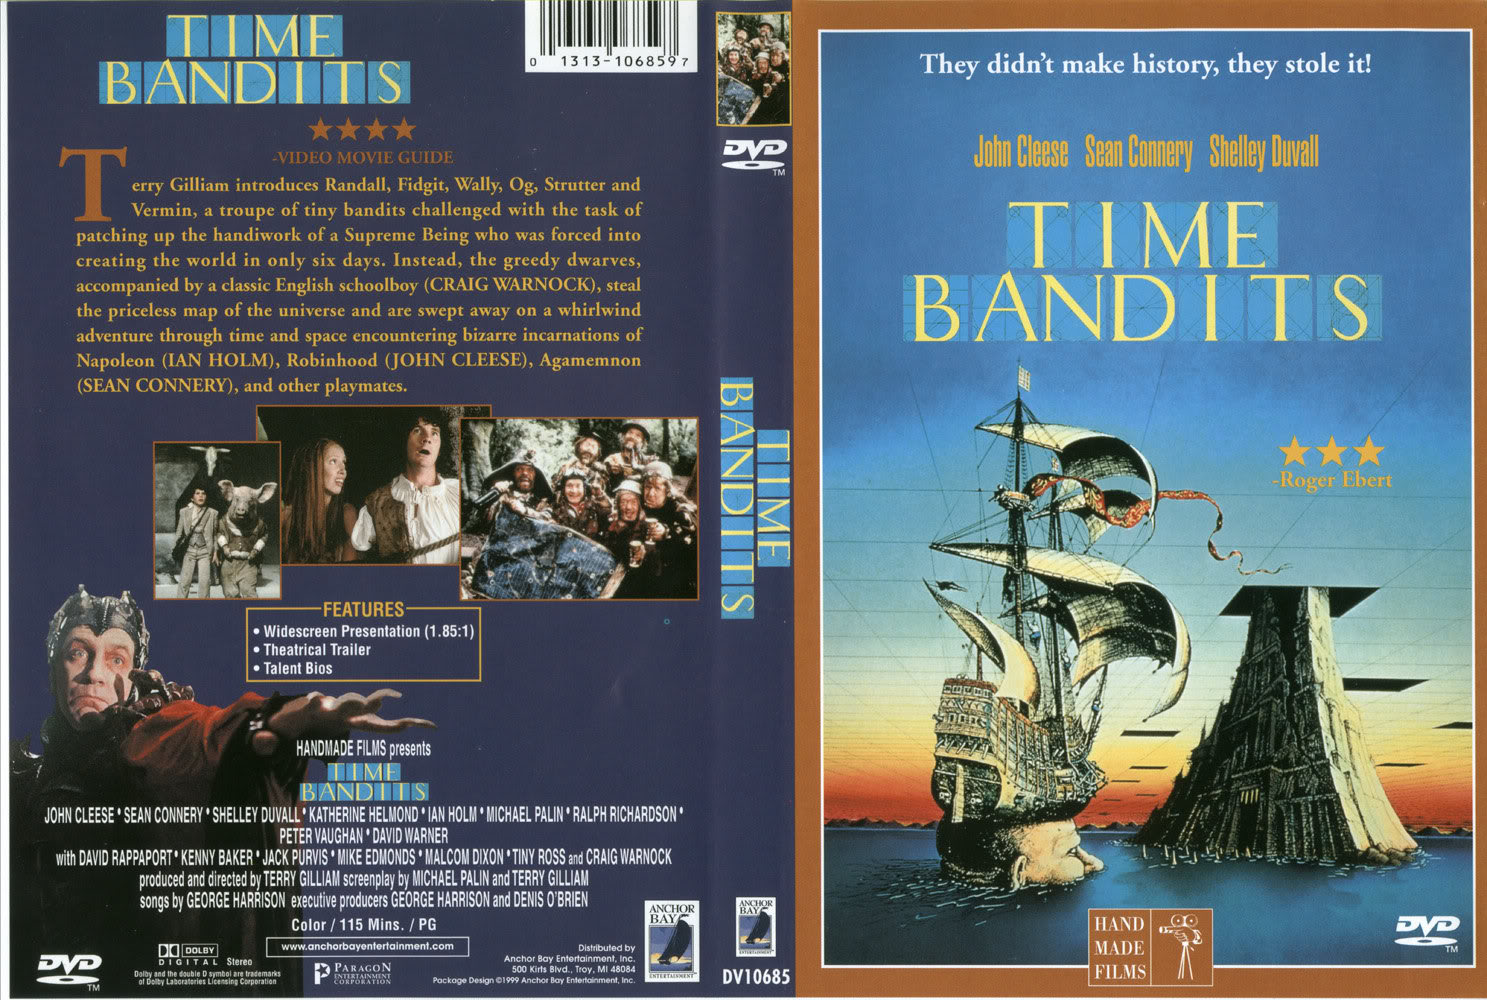 TIME
BANDITS
-VIDEO MOVIE GUIDE
Terry Gilliam introduces Randall, Fidgit, Wally, Og, Strutter and
Vermin, a troupe of tiny bandits challenged with the task of
patching up the handiwork of a Supreme Being who was forced into
creating the world in only six days. Instead, the greedy dwarves,
accompanied by a classic English schoolboy (CRAIG WARNOCK), steal
the priceless map of the universe and are swept away on a whirlwind
adventure through time and space encountering bizarre incarnations of
Napoleon (IAN HOLM), Robinhood (JOHN CLEESE), Agamemnon
(SEAN CONNERY), and other playmates.
0 1313-10685 9 7
FEATURES
• Widescreen Presentation (1.85:1)
• Theatrical Trailer
• Talent Bios
HANDMADE FILMS presents
TIME
BANDITS
JOHN CLEESE • SEAN CONNERY • SHELLEY DUVALL • KATHERINE HELMOND • IAN HOLM • MICHAEL PALIN • RALPH RICHARDSON •
PETER VAUGHAN • DAVID WARNER
with DAVID RAPPAPORT • KENNY BAKER • JACK PURVIS • MIKE EDMONDS • MALCOM DIXON • TINY ROSS and CRAIG WARNOCK
produced and directed by TERRY GILLIAM screenplay by MICHAEL PALIN and TERRY GILLIAM
songs by GEORGE HARRISON executive producers GEORGE HARRISON and DENIS O'BRIEN
Color / 115 Mins. / PG
www.anchorbayentertainment.com
DVD
TM
DOLBY
DIGITAL Stereo
Dolby and the double D symbol are trademarks
of Dolby Laboratories Licensing Corporation
PARAGON
ENTERTAINMENT
CORPORATION
Distributed by
Anchor Bay Entertainment, Inc.
500 Kirts Blvd., Troy, MI 48084
Package Design ©1999 Anchor Bay Entertainment, Inc.
ANCHOR
BAY
ENTERTAINMENT™
DVD
TM
TIME
BANDITS
ANCHOR
BAY
ENTERTAINMENT
DV10685
They didn't make history, they stole it!
John Cleese Sean Connery Shelley Duvall
TIME
BANDITS
-Roger Ebert
HAND
MADE
FILMS
DVD
TM